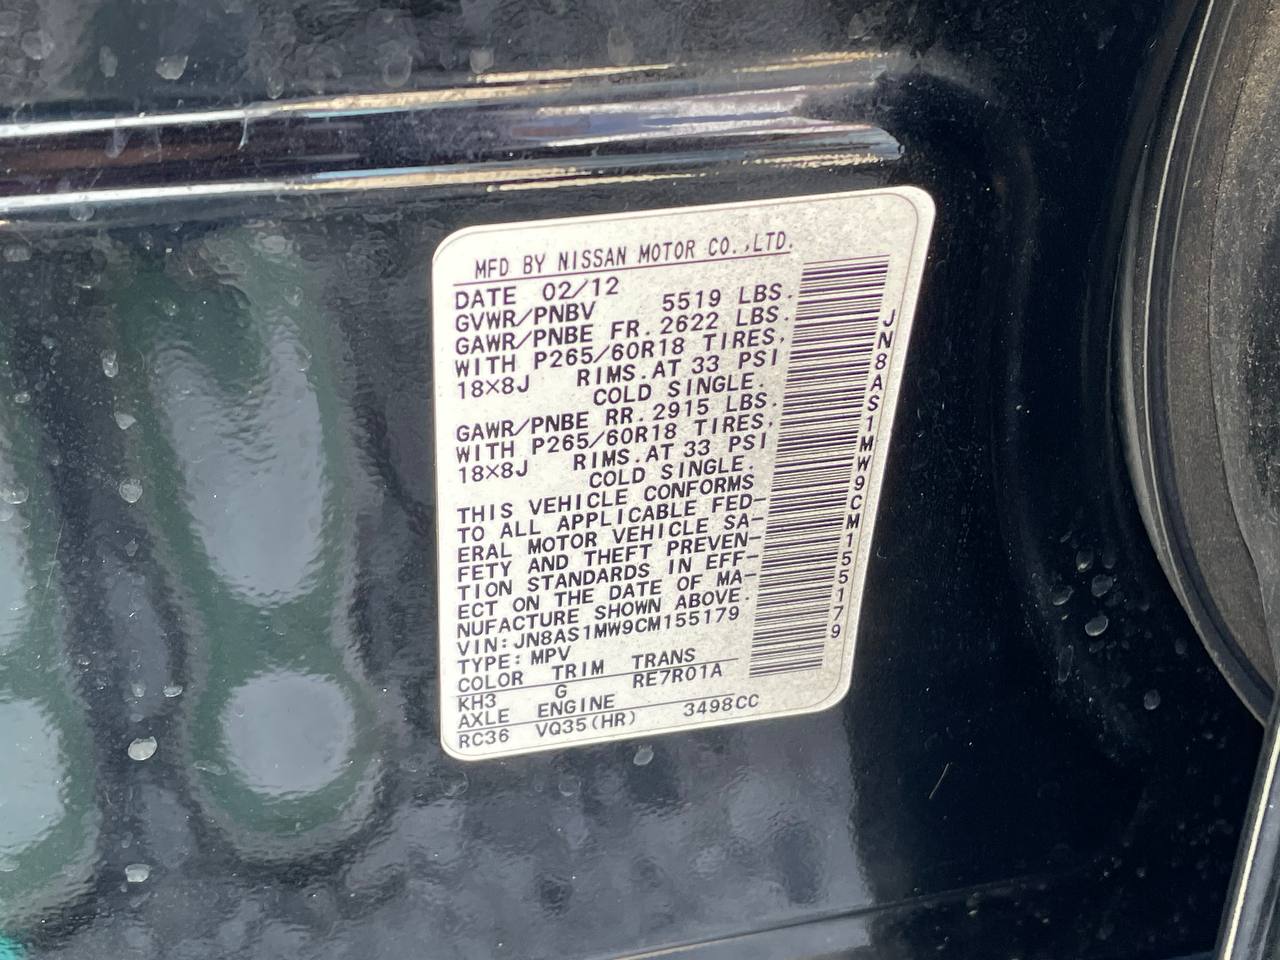 MFD BY NISSAN MOTOR CO.,LTD.
DATE 02/12
GVWR/PNBV 5519 LBS.
GAWR/PNBE FR. 2622 LBS.
WITH P265/60R18 TIRES,
18×8J RIMS. AT 33 PSI
COLD SINGLE.
GAWR/PNBE RR. 2915 LBS.
WITH P265/60R18 TIRES,
18×8J RIMS. AT 33 PSI
COLD SINGLE.
THIS VEHICLE CONFORMS
TO ALL APPLICABLE FED-
ERAL MOTOR VEHICLE SA-
FETY AND THEFT PREVEN-
TION STANDARDS IN EFF-
ECT ON THE DATE OF MA-
NUFACTURE SHOWN ABOVE.
VIN:JN8AS1MW9CM155179
TYPE:MPV
COLOR TRIM TRANS
KH3 G RE7R01A
AXLE ENGINE
RC36 VQ35(HR) 3498CC
JN8AS1MW9CM155179